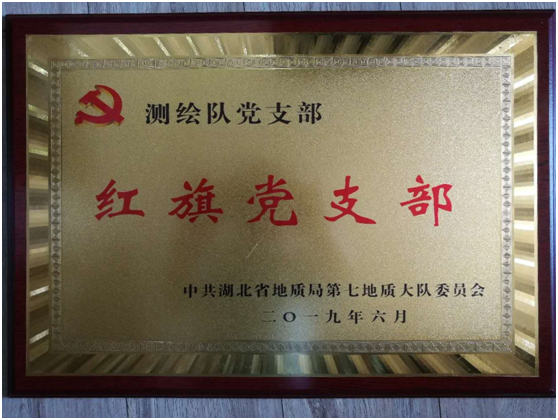 测绘队党支部
红旗党支部
中共湖北省地质局第七地质大队委员会
二〇一九年六月